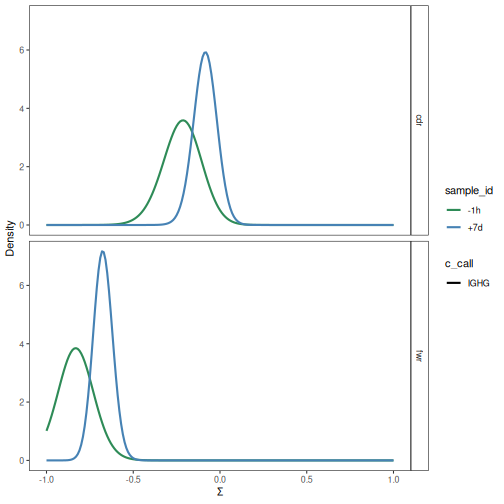 Density
6
4
2
0
cdr
6
4
2
0
fwr
-1.0
-0.5
0.0
0.5
1.0
Σ
sample_id
-1h
+7d
c_call
IGHG